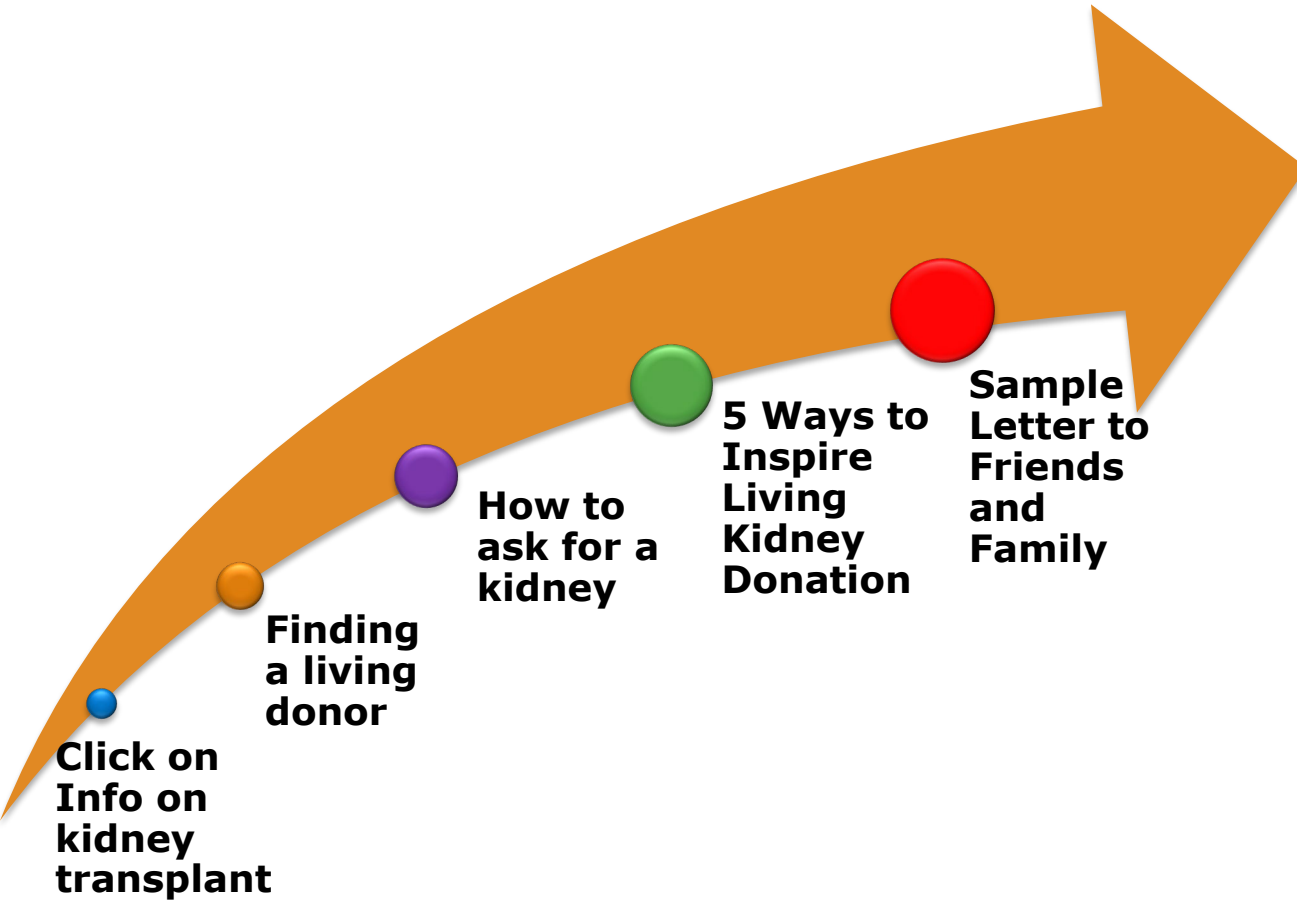 Click on
Info on
kidney
transplant
Finding
a living
donor
How to
ask for a
kidney
5 Ways to
Inspire
Living
Kidney
Donation
Sample
Letter to
Friends
and
Family